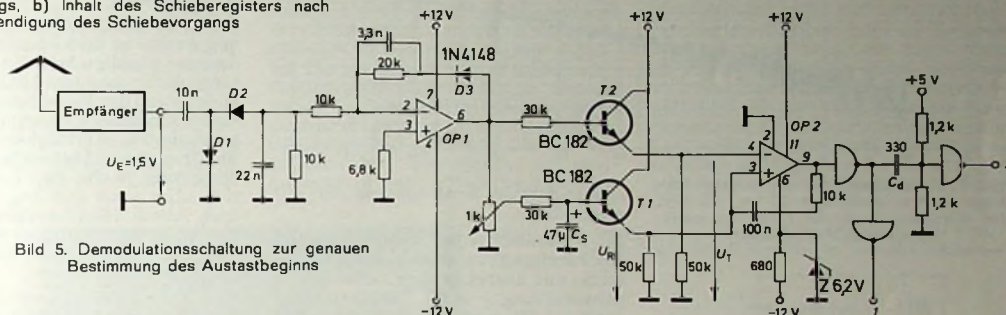 gs, b) Inhalt des Schieberegisters nach
endigung des Schiebevorgangs
+12 V
+12 V
+12 V
3,3n
1N4148
20k
D3
+5 V
Empfänger
10n
D2
10k
7
2
6
3
4
OP1
30k
T2
BC 182
OP 2
2
11
4
9
3
6
1,2 k
330
C_d
D1
U_E=1,5 V
22n
10k
6,8k
BC 182
10 k
1k
30k
T1
100 n
1,2 k
47µ
C_S
+
U_R
50k
50k
U_T
680
Z 6,2V
-12 V
-12 V
1
Bild 5. Demodulationsschaltung zur genauen
Bestimmung des Austastbeginns